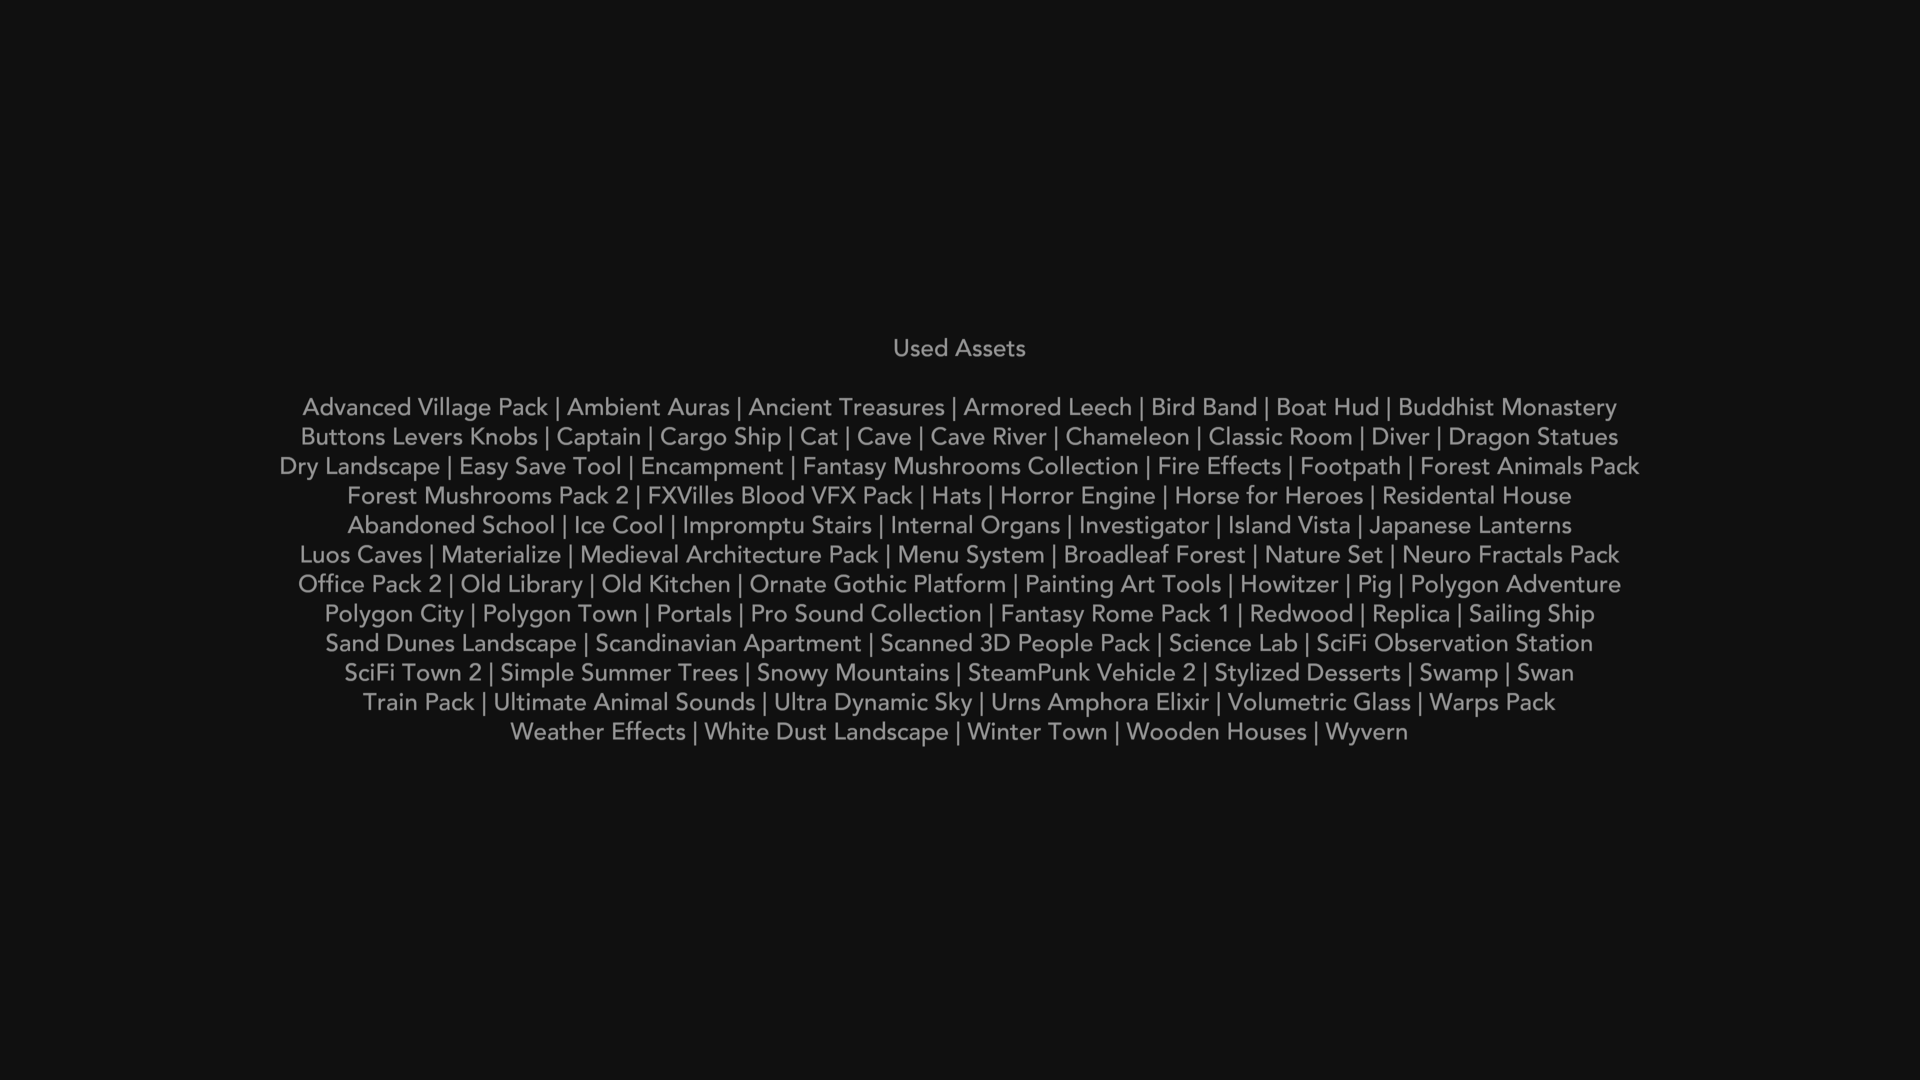 Used Assets
Advanced Village Pack | Ambient Auras | Ancient Treasures | Armored Leech | Bird Band | Boat Hud | Buddhist Monastery
Buttons Levers Knobs | Captain | Cargo Ship | Cat | Cave | Cave River | Chameleon | Classic Room | Diver | Dragon Statues
Dry Landscape | Easy Save Tool | Encampment | Fantasy Mushrooms Collection | Fire Effects | Footpath | Forest Animals Pack
Forest Mushrooms Pack 2 | FXVilles Blood VFX Pack | Hats | Horror Engine | Horse for Heroes | Residental House
Abandoned School | Ice Cool | Impromptu Stairs | Internal Organs | Investigator | Island Vista | Japanese Lanterns
Luos Caves | Materialize | Medieval Architecture Pack | Menu System | Broadleaf Forest | Nature Set | Neuro Fractals Pack
Office Pack 2 | Old Library | Old Kitchen | Ornate Gothic Platform | Painting Art Tools | Howitzer | Pig | Polygon Adventure
Polygon City | Polygon Town | Portals | Pro Sound Collection | Fantasy Rome Pack 1 | Redwood | Replica | Sailing Ship
Sand Dunes Landscape | Scandinavian Apartment | Scanned 3D People Pack | Science Lab | SciFi Observation Station
SciFi Town 2 | Simple Summer Trees | Snowy Mountains | SteamPunk Vehicle 2 | Stylized Desserts | Swamp | Swan
Train Pack | Ultimate Animal Sounds | Ultra Dynamic Sky | Urns Amphora Elixir | Volumetric Glass | Warps Pack
Weather Effects | White Dust Landscape | Winter Town | Wooden Houses | Wyvern